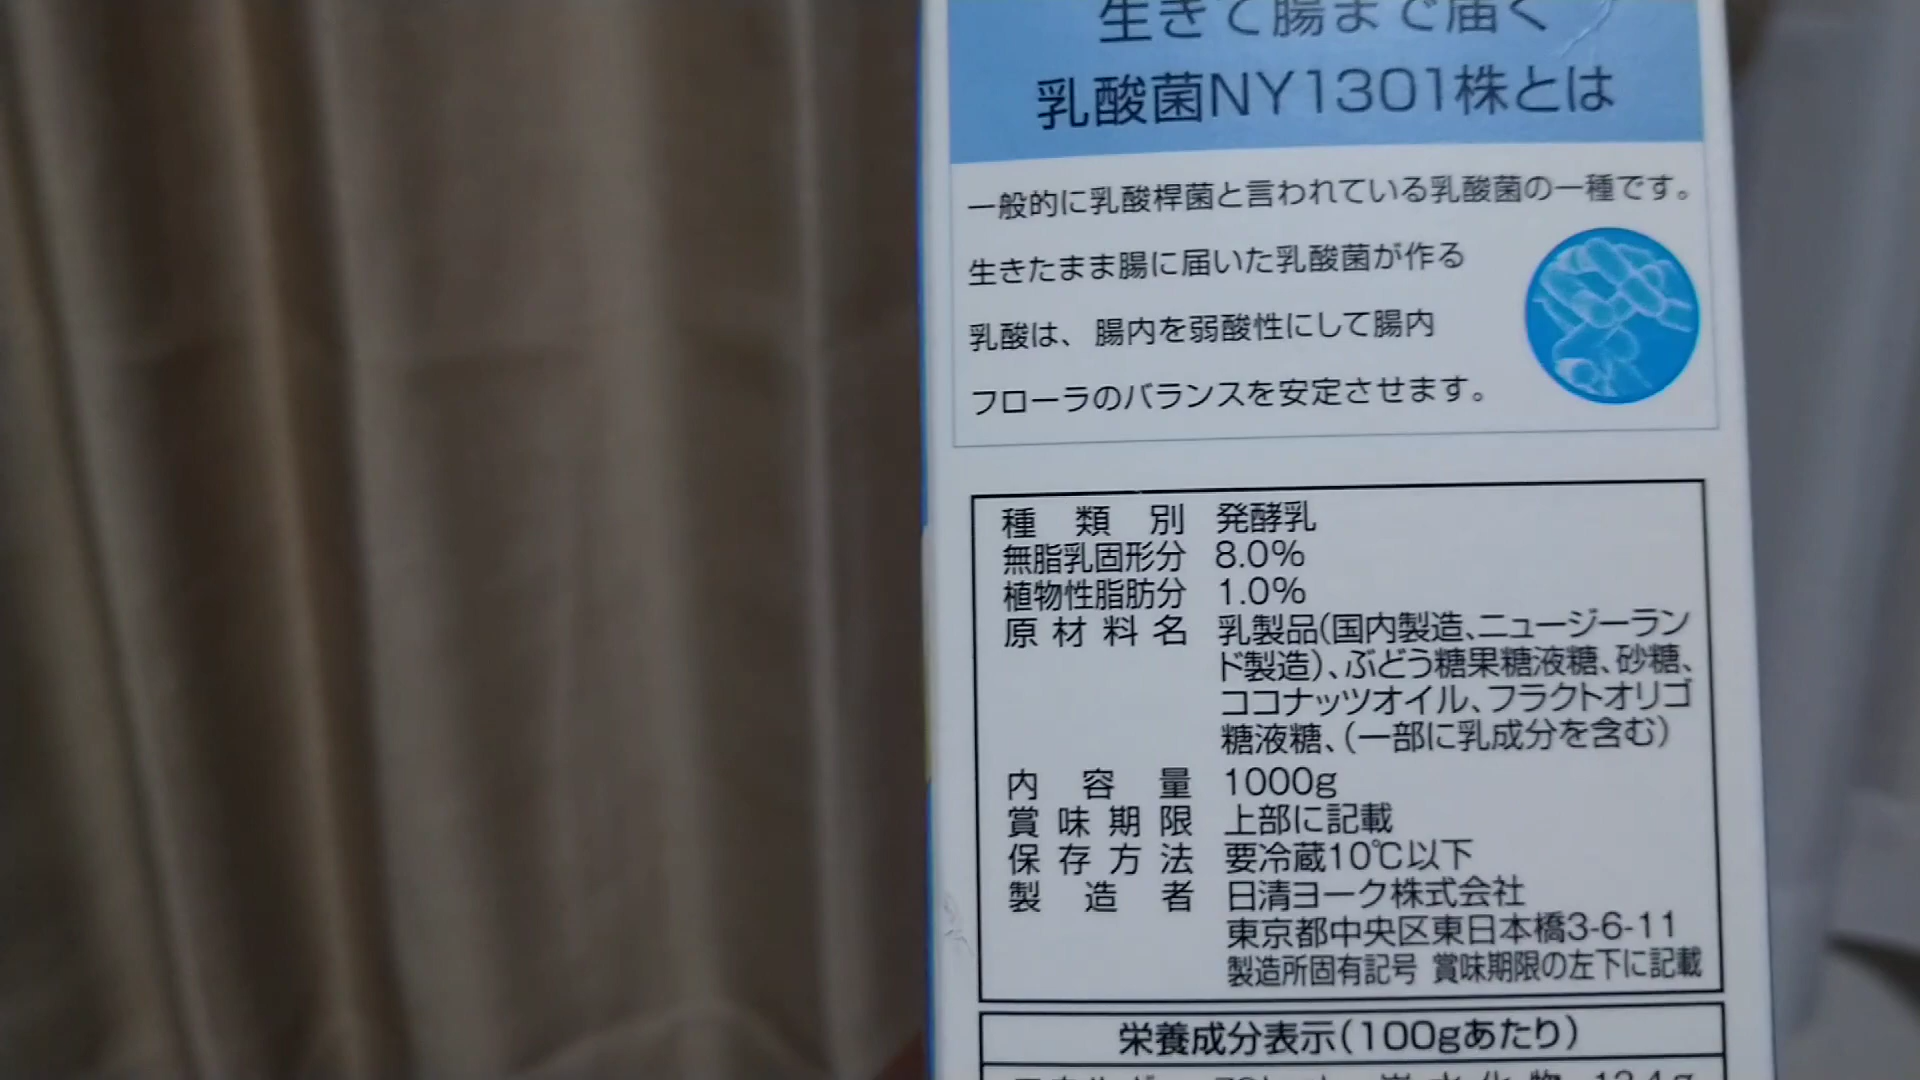 生きて腸まで届く
乳酸菌NY1301株とは
一般的に乳酸桿菌と言われている乳酸菌の一種です。
生きたまま腸に届いた乳酸菌が作る
乳酸は、腸内を弱酸性にして腸内
フローラのバランスを安定させます。
種類別 発酵乳
無脂乳固形分 8.0%
植物性脂肪分 1.0%
原材料名 乳製品(国内製造、ニュージーラン
ド製造)、ぶどう糖果糖液糖、砂糖、
ココナッツオイル、フラクトオリゴ
糖液糖、(一部に乳成分を含む)
内容量 1000g
賞味期限 上部に記載
保存方法 要冷蔵10℃以下
製造者 日清ヨーク株式会社
東京都中央区東日本橋3-6-11
製造所固有記号 賞味期限の左下に記載
栄養成分表示(100gあたり)